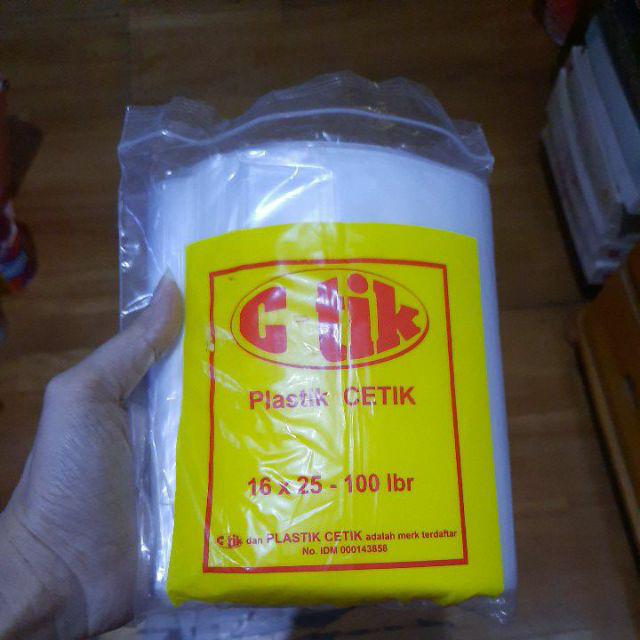 C-tik
Plastik CETIK
16 x 25 - 100 lbr
C-tik dan PLASTIK CETIK adalah merk terdaftar
No. IDM 000143858